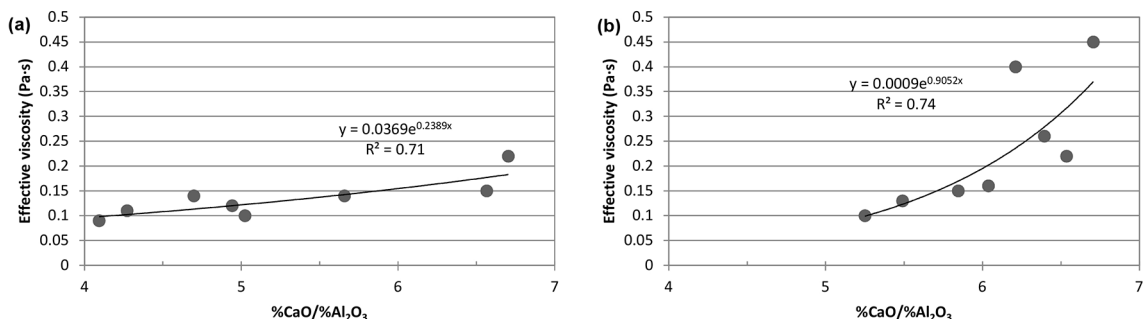 (a)
Effective viscosity (Pa·s)
0.5
0.45
0.4
0.35
0.3
0.25
0.2
0.15
0.1
0.05
0
y = 0.0369e^0.2389x
R² = 0.71
4 5 6 7
%CaO/%Al₂O₃
(b)
Effective viscosity (Pa·s)
0.5
0.45
0.4
0.35
0.3
0.25
0.2
0.15
0.1
0.05
0
y = 0.0009e^0.9052x
R² = 0.74
4 5 6 7
%CaO/%Al₂O₃